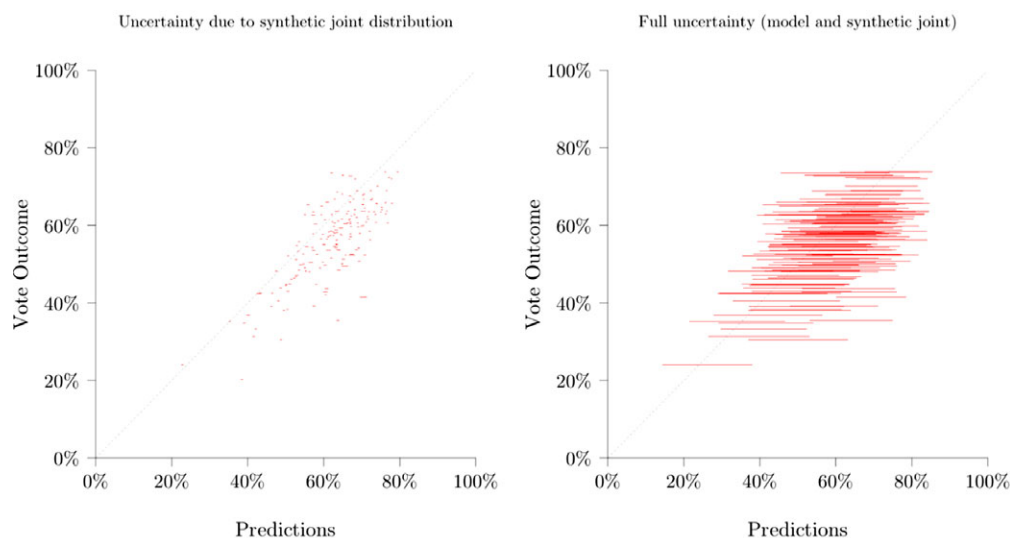 Uncertainty due to synthetic joint distribution
100%
80%
60%
40%
20%
0%
0% 20% 40% 60% 80% 100%
Vote Outcome
Predictions
Full uncertainty (model and synthetic joint)
100%
80%
60%
40%
20%
0%
0% 20% 40% 60% 80% 100%
Vote Outcome
Predictions